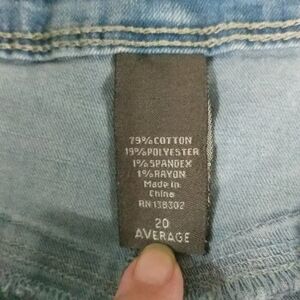 79% COTTON
19% POLYESTER
1% SPANDEX
1% RAYON
Made in
China
RN 138302
20
AVERAGE